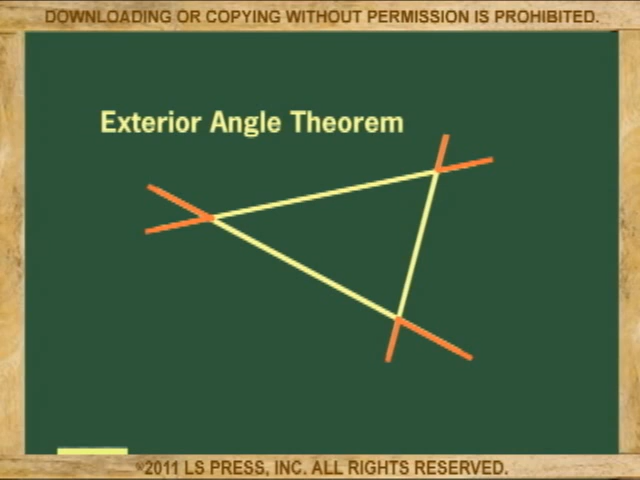 DOWNLOADING OR COPYING WITHOUT PERMISSION IS PROHIBITED.
Exterior Angle Theorem
©2011 LS PRESS, INC. ALL RIGHTS RESERVED.